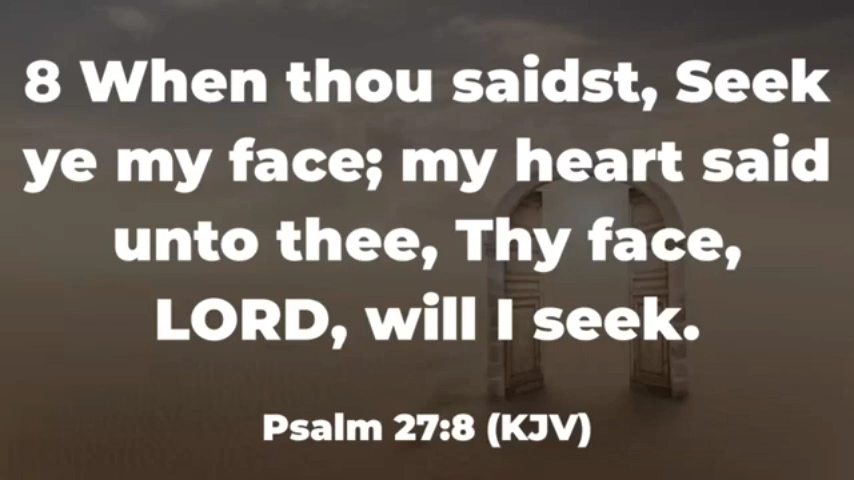 8 When thou saidst, Seek
ye my face; my heart said
unto thee, Thy face,
LORD, will I seek.
Psalm 27:8 (KJV)